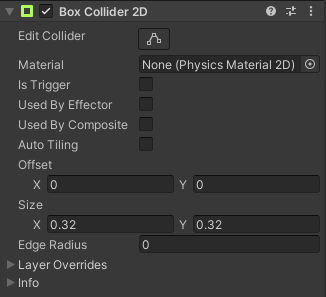 Box Collider 2D
Edit Collider
Material None (Physics Material 2D)
Is Trigger
Used By Effector
Used By Composite
Auto Tiling
Offset
X 0 Y 0
Size
X 0.32 Y 0.32
Edge Radius 0
Layer Overrides
Info